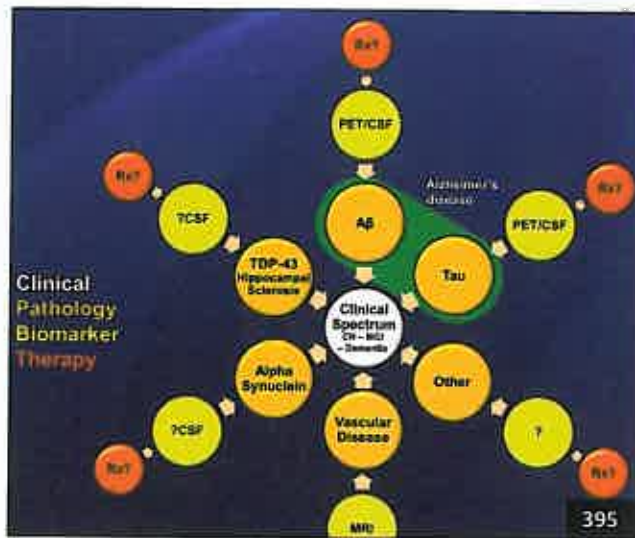 Rx?
PET/CSF
Alzheimer's
disease
Rx?
Rx?
?CSF
Aβ
PET/CSF
TDP-43
Hippocampal
Sclerosis
Tau
Clinical
Pathology
Biomarker
Therapy
Clinical
Spectrum
CN – MCI
– Dementia
Alpha
Synuclein
Other
Vascular
Disease
?CSF
?
Rx?
Rx?
MRI
395